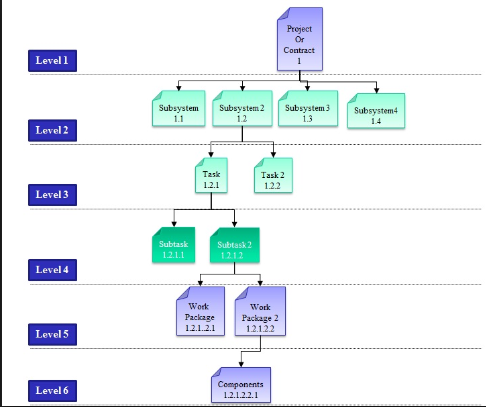 Project
Or
Contract
1
Level 1
Subsystem
1.1
Subsystem 2
1.2
Subsystem 3
1.3
Subsystem4
1.4
Level 2
Task
1.2.1
Task 2
1.2.2
Level 3
Subtask
1.2.1.1
Subtask2
1.2.1.2
Level 4
Work
Package
1.2.1..2.1
Work
Package 2
1.2.1.2.2
Level 5
Components
1.2.1.2.2.1
Level 6